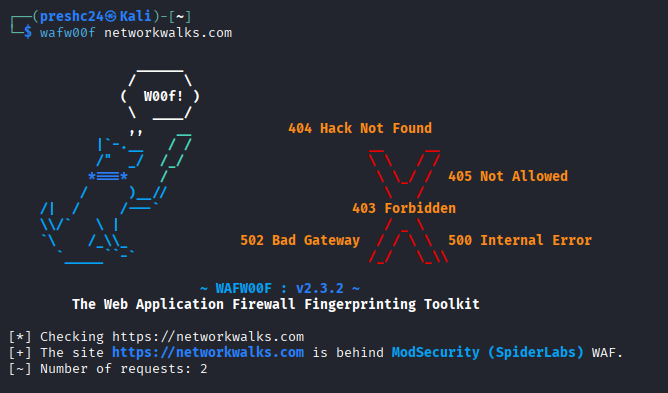 (preshc24㉿Kali)-[~]
$ wafw00f networkwalks.com
( W00f! )
404 Hack Not Found
405 Not Allowed
403 Forbidden
502 Bad Gateway 500 Internal Error
~ WAFW00F : v2.3.2 ~
The Web Application Firewall Fingerprinting Toolkit
[*] Checking https://networkwalks.com
[+] The site https://networkwalks.com is behind ModSecurity (SpiderLabs) WAF.
[~] Number of requests: 2